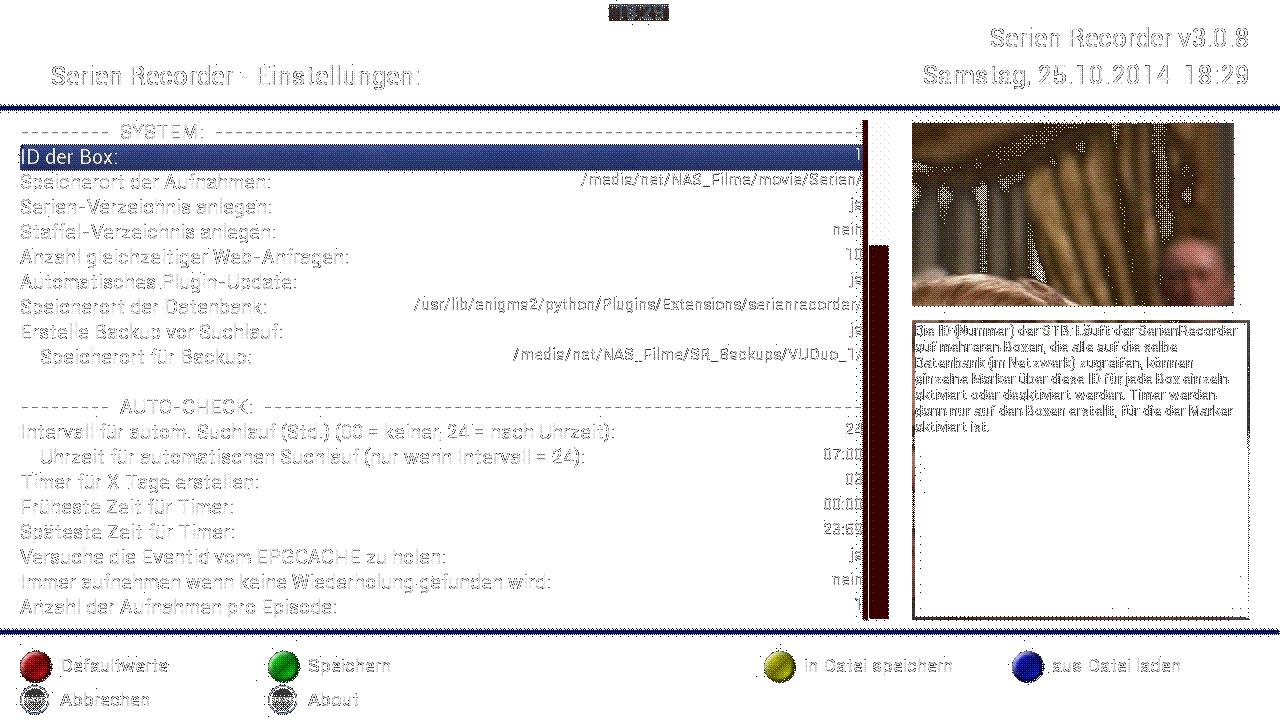 18:29
Serien Recorder v3.0.8
Serien Recorder - Einstellungen:
Samstag, 25.10.2014 18:29
--------- SYSTEM: ---------------------------------------------------------------
ID der Box: 1
Speicherort der Aufnahmen: /media/net/NAS_Filme/movie/Serien/
Serien-Verzeichnis anlegen: ja
Staffel-Verzeichnis anlegen: nein
Anzahl gleichzeitiger Web-Anfragen: 10
Automatisches Plugin-Update: ja
Speicherort der Datenbank: /usr/lib/enigma2/python/Plugins/Extensions/serienrecorder/
Erstelle Backup vor Suchlauf: ja
Speicherort für Backup: /media/net/NAS_Filme/SR_Backups/VUDuo_1/
--------- AUTO-CHECK: ---------------------------------------------------------------
Intervall für autom. Suchlauf (Std.) (00 = keiner, 24 = nach Uhrzeit): 24
Uhrzeit für automatischen Suchlauf (nur wenn Intervall = 24): 07:00
Timer für X Tage erstellen: 02
Früheste Zeit für Timer: 00:00
Späteste Zeit für Timer: 23:59
Versuche die Eventid vom EPGCACHE zu holen: ja
Immer aufnehmen wenn keine Wiederholung gefunden wird: nein
Anzahl der Aufnahmen pro Episode: 1
Die ID (Nummer) der STB. Läuft der SerienRecorder
auf mehreren Boxen, die alle auf die selbe
Datenbank (im Netzwerk) zugreifen, können
einzelne Marker über diese ID für jede Box einzeln
aktiviert oder deaktiviert werden. Timer werden
dann nur auf den Boxen erstellt, für die der Marker
aktiviert ist.
Defaultwerte
Speichern
in Datei speichern
aus Datei laden
Abbrechen
About